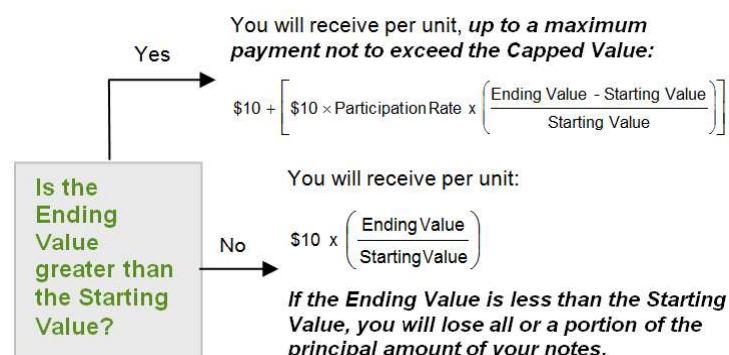 You will receive per unit, up to a maximum
payment not to exceed the Capped Value:
Yes
$10 + [ $10 × Participation Rate x ( Ending Value - Starting Value / Starting Value ) ]
Is the
Ending
Value
greater than
the Starting
Value?
No
You will receive per unit:
$10 x ( Ending Value / Starting Value )
If the Ending Value is less than the Starting
Value, you will lose all or a portion of the
principal amount of your notes.